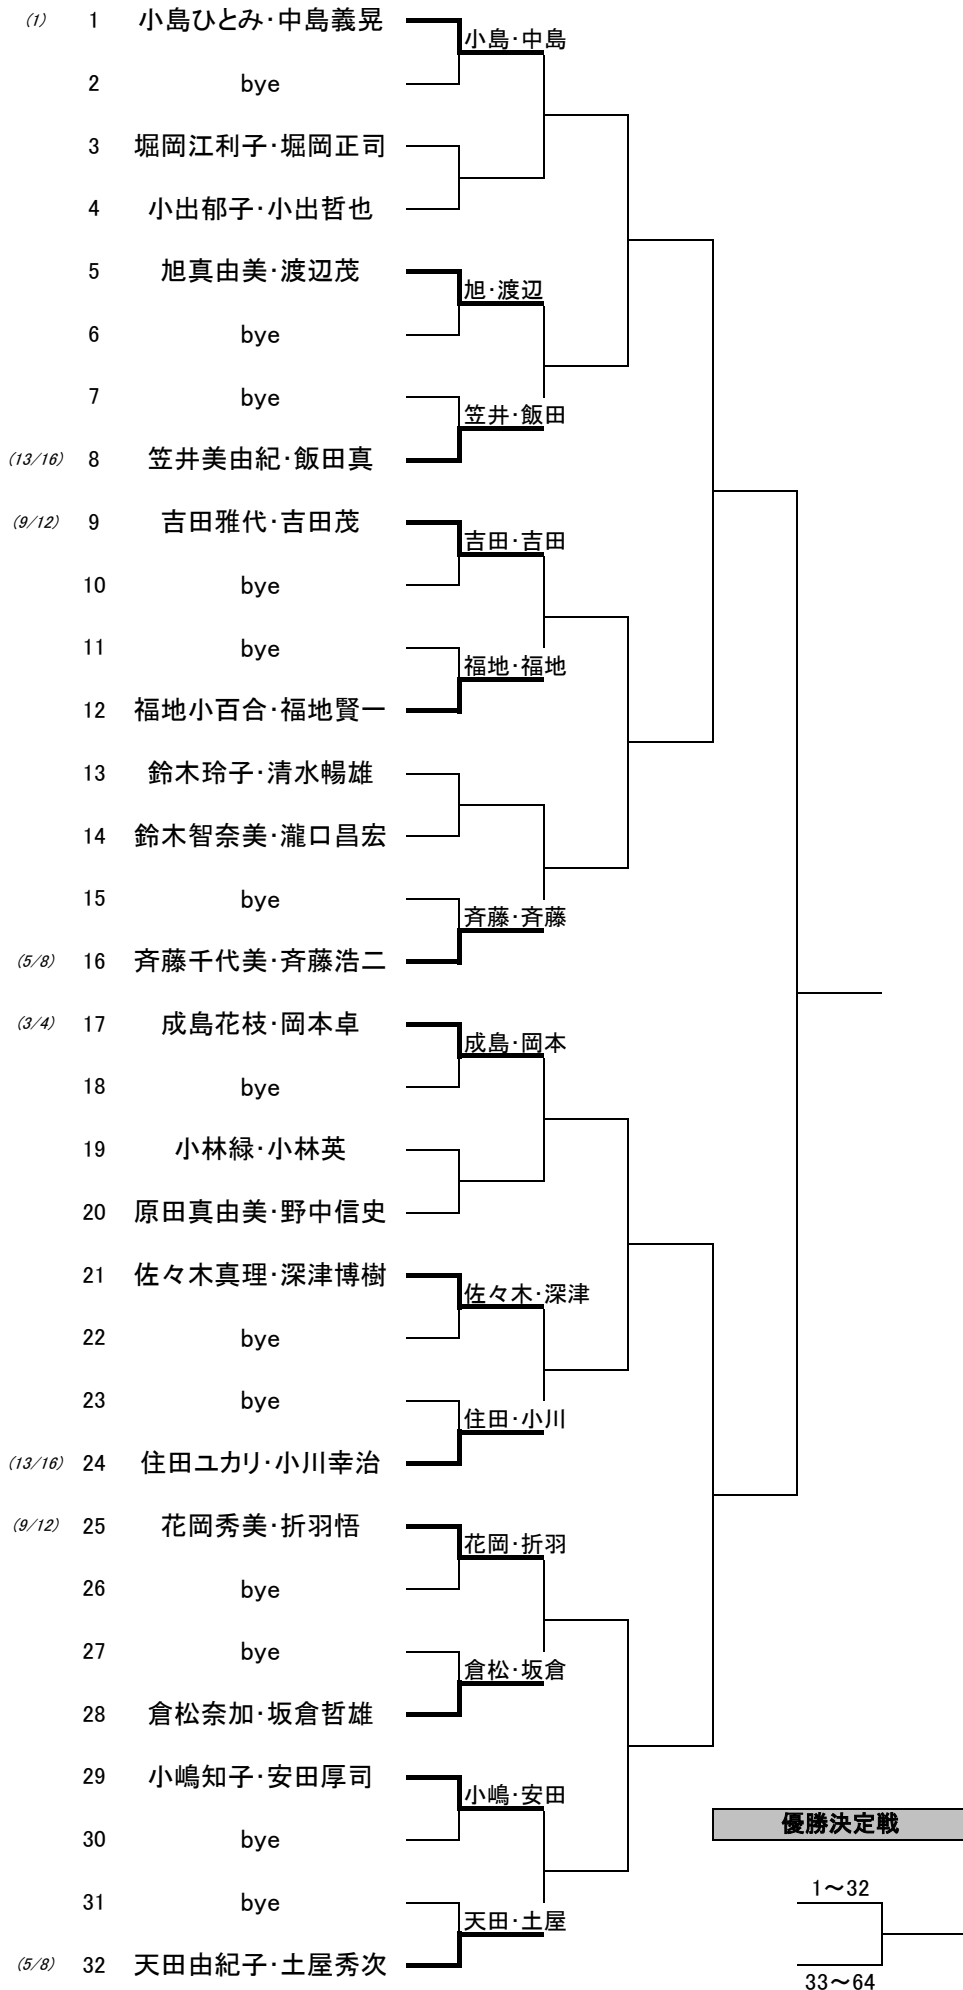 (1) 1 小島ひとみ・中島義晃
小島・中島
2 bye
3 堀岡江利子・堀岡正司
4 小出郁子・小出哲也
5 旭真由美・渡辺茂
旭・渡辺
6 bye
7 bye
笠井・飯田
(13/16) 8 笠井美由紀・飯田真
(9/12) 9 吉田雅代・吉田茂
吉田・吉田
10 bye
11 bye
福地・福地
12 福地小百合・福地賢一
13 鈴木玲子・清水暢雄
14 鈴木智奈美・瀧口昌宏
15 bye
斉藤・斉藤
(5/8) 16 斉藤千代美・斉藤浩二
(3/4) 17 成島花枝・岡本卓
成島・岡本
18 bye
19 小林緑・小林英
20 原田真由美・野中信史
21 佐々木真理・深津博樹
佐々木・深津
22 bye
23 bye
住田・小川
(13/16) 24 住田ユカリ・小川幸治
(9/12) 25 花岡秀美・折羽悟
花岡・折羽
26 bye
27 bye
倉松・坂倉
28 倉松奈加・坂倉哲雄
29 小嶋知子・安田厚司
小嶋・安田
優勝決定戦
30 bye
1～32
31 bye
天田・土屋
(5/8) 32 天田由紀子・土屋秀次
33～64